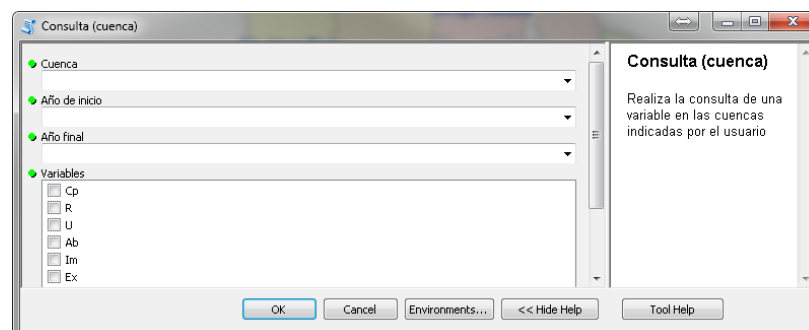 Consulta (cuenca)
Cuenca
Año de inicio
Año final
Variables
Cp
R
U
Ab
Im
Ex
OK
Cancel
Environments...
<< Hide Help
Consulta (cuenca)
Realiza la consulta de una
variable en las cuencas
indicadas por el usuario
Tool Help